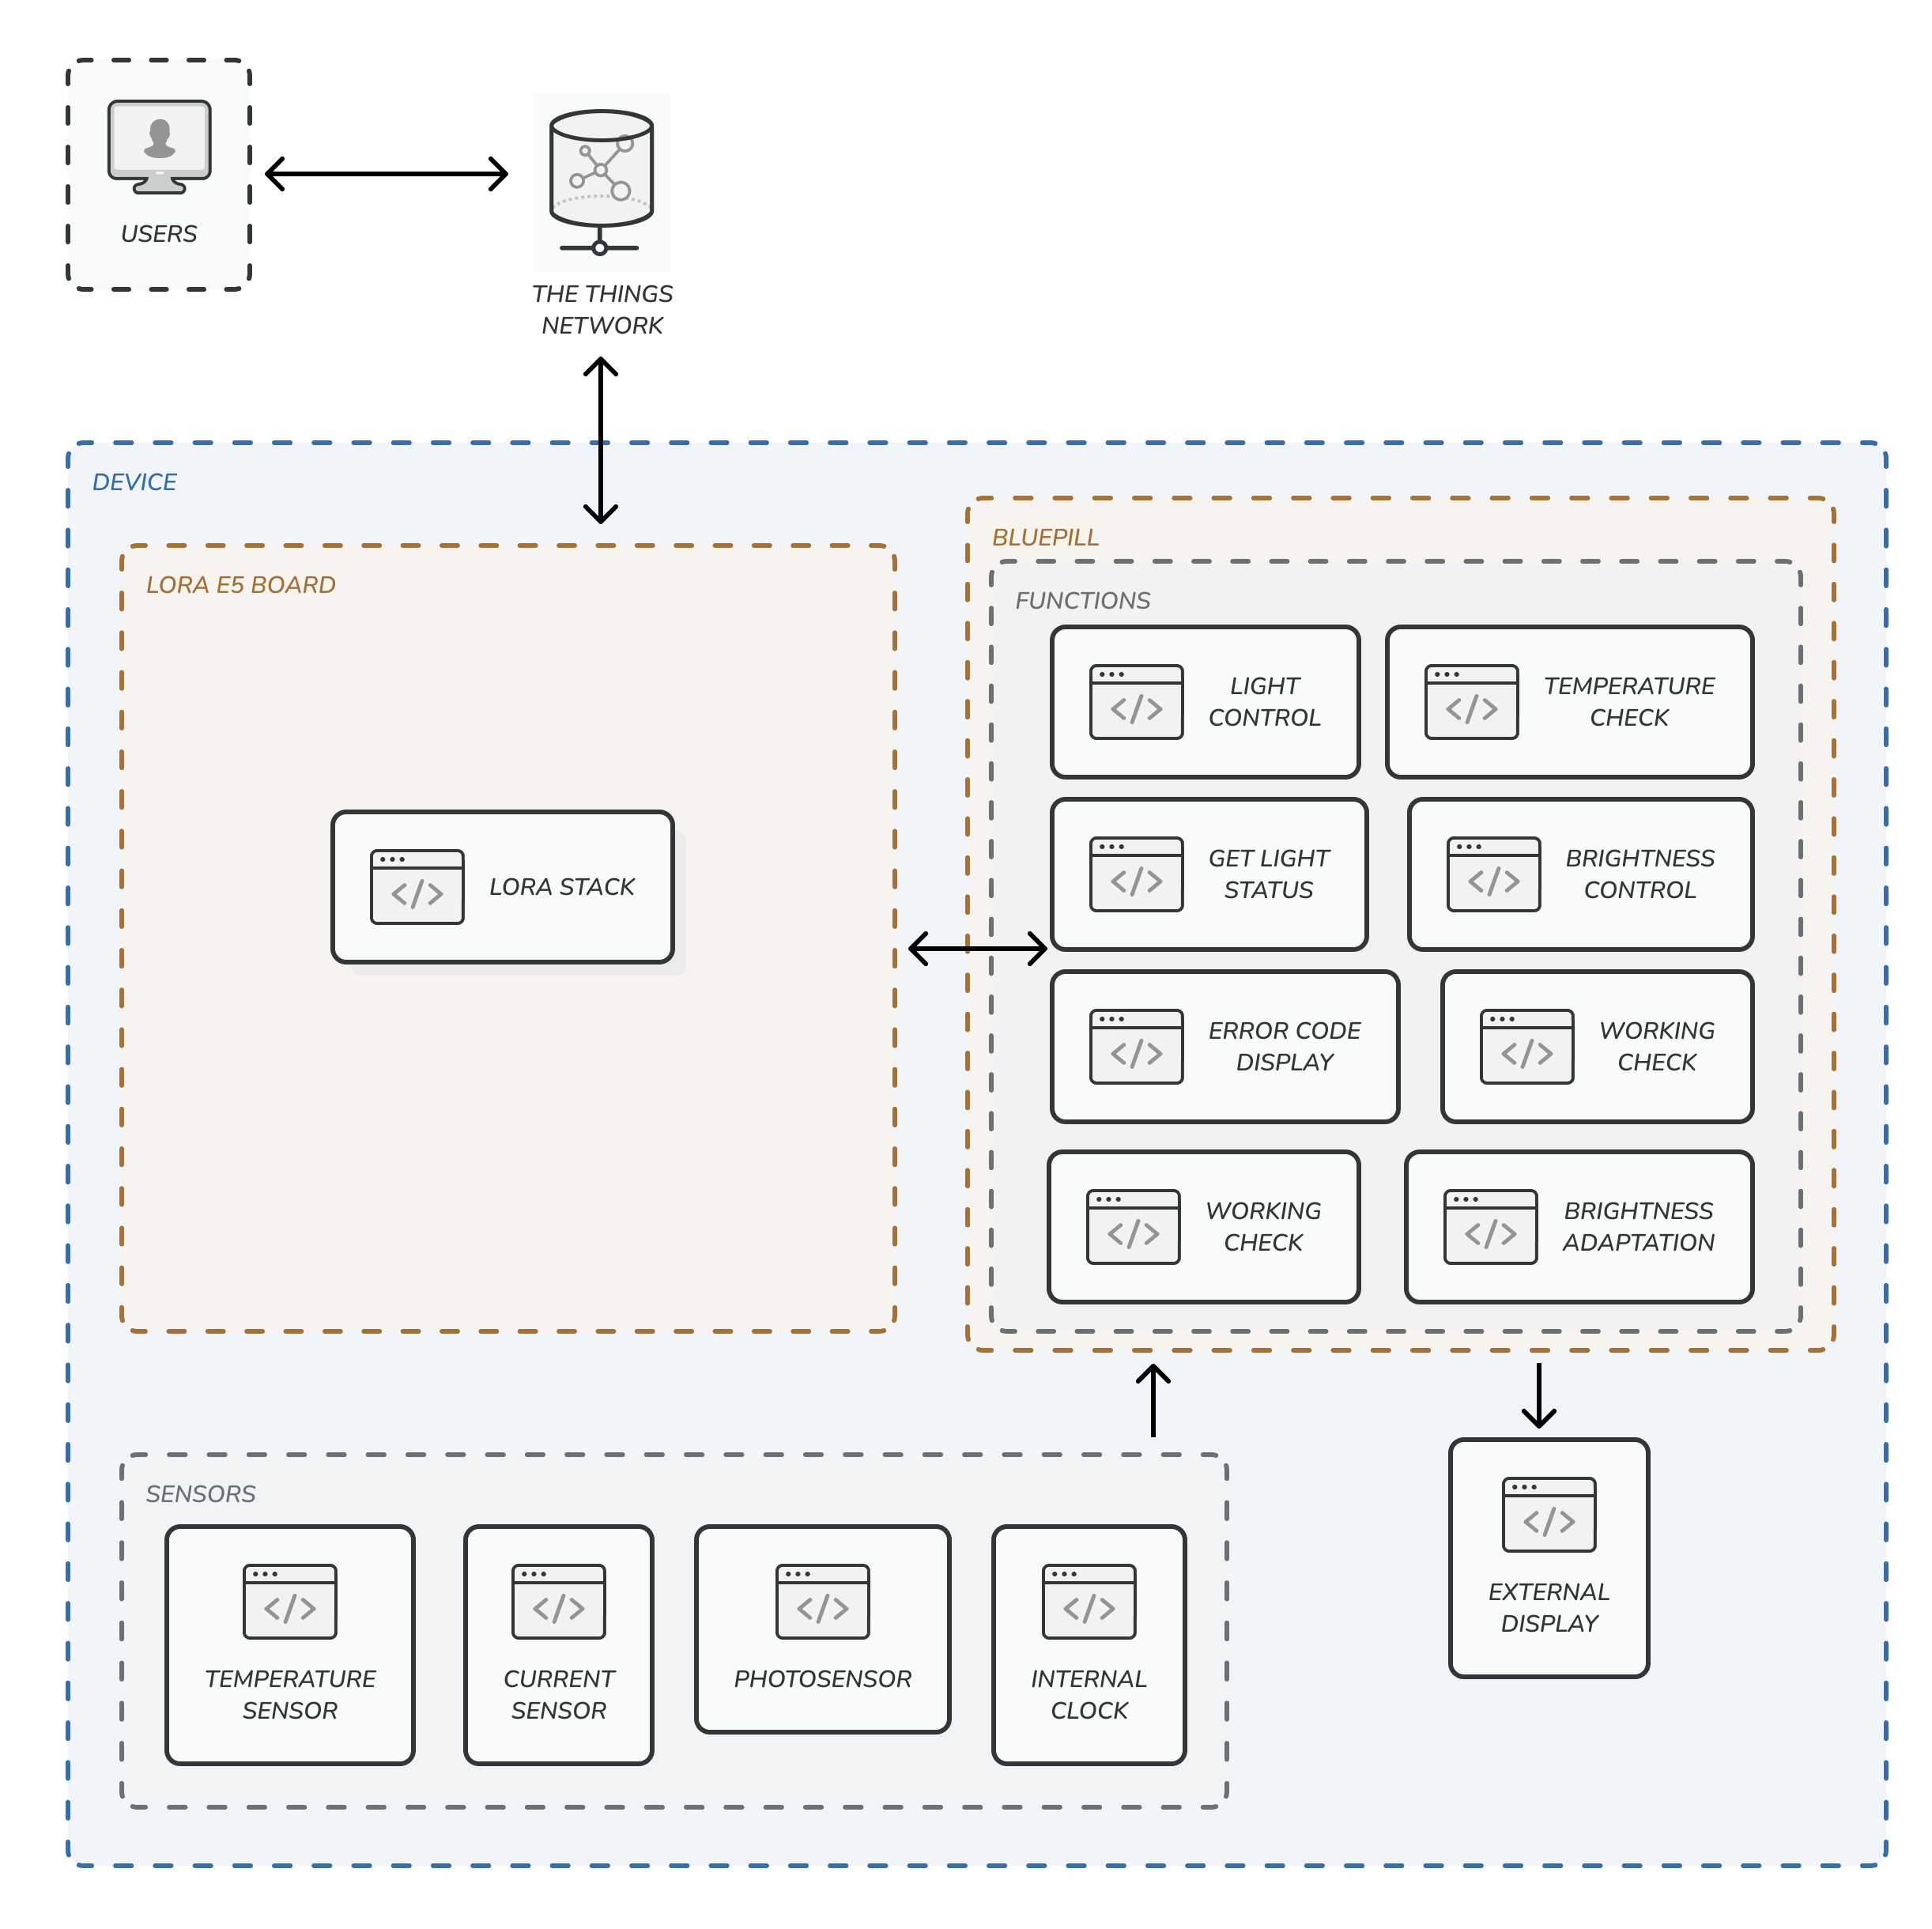 USERS
THE THINGS
NETWORK
DEVICE
LORA E5 BOARD
LORA STACK
BLUEPILL
FUNCTIONS
LIGHT
CONTROL
TEMPERATURE
CHECK
GET LIGHT
STATUS
BRIGHTNESS
CONTROL
ERROR CODE
DISPLAY
WORKING
CHECK
WORKING
CHECK
BRIGHTNESS
ADAPTATION
SENSORS
TEMPERATURE
SENSOR
CURRENT
SENSOR
PHOTOSENSOR
INTERNAL
CLOCK
EXTERNAL
DISPLAY